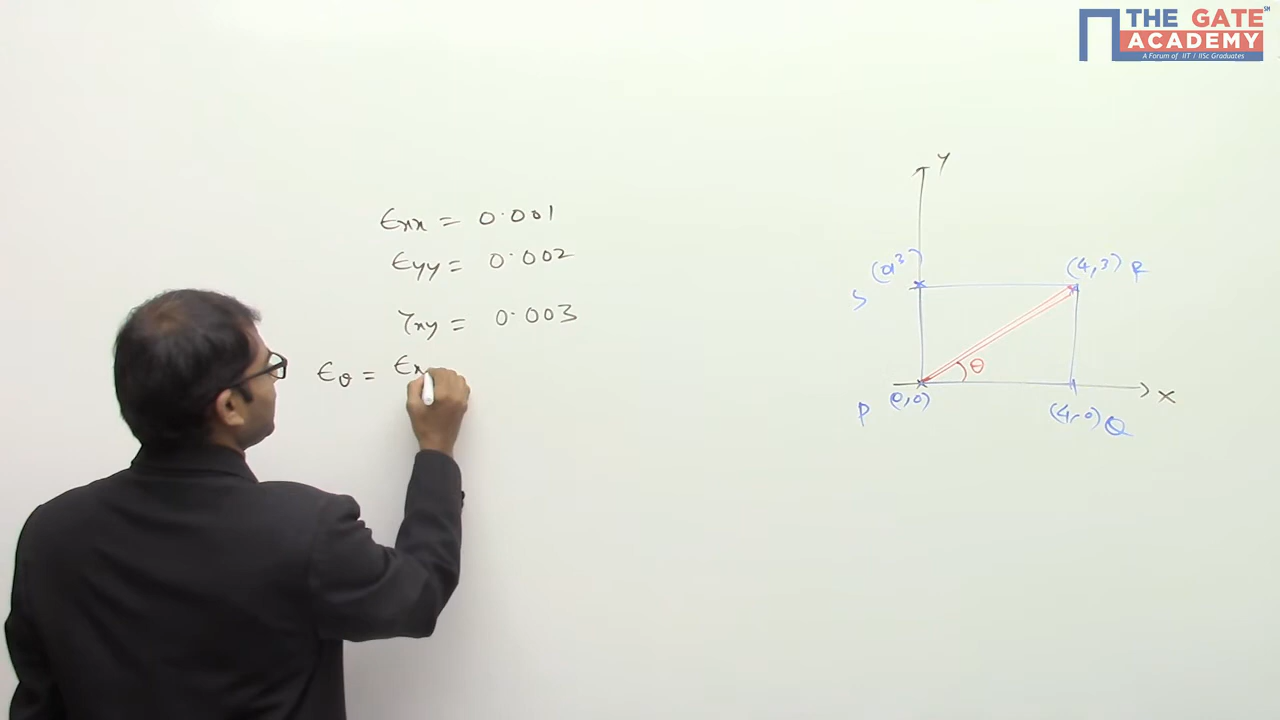 THE GATE
ACADEMY
A Forum of IIT / IISc Graduates
ϵxx = 0.001
ϵyy = 0.002
γxy = 0.003
ϵθ = ϵx
y
(0,3)
S
(4,3) R
θ
x
P (0,0)
(4,0) Q